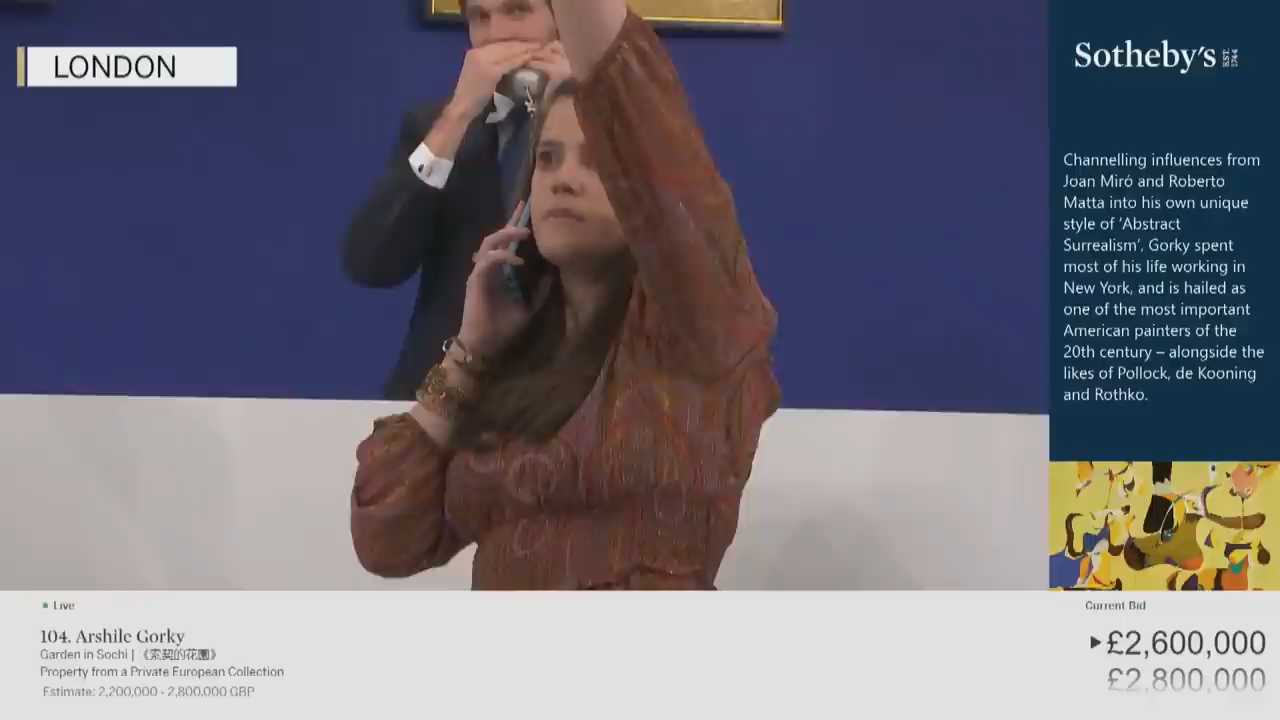 LONDON
Sotheby's EST. 1744
Channelling influences from
Joan Miró and Roberto
Matta into his own unique
style of 'Abstract
Surrealism', Gorky spent
most of his life working in
New York, and is hailed as
one of the most important
American painters of the
20th century – alongside the
likes of Pollock, de Kooning
and Rothko.
Live
104. Arshile Gorky
Garden in Sochi | 《索契的花園》
Property from a Private European Collection
Estimate: 2,200,000 - 2,800,000 GBP
Current Bid
£2,600,000
£2,800,000